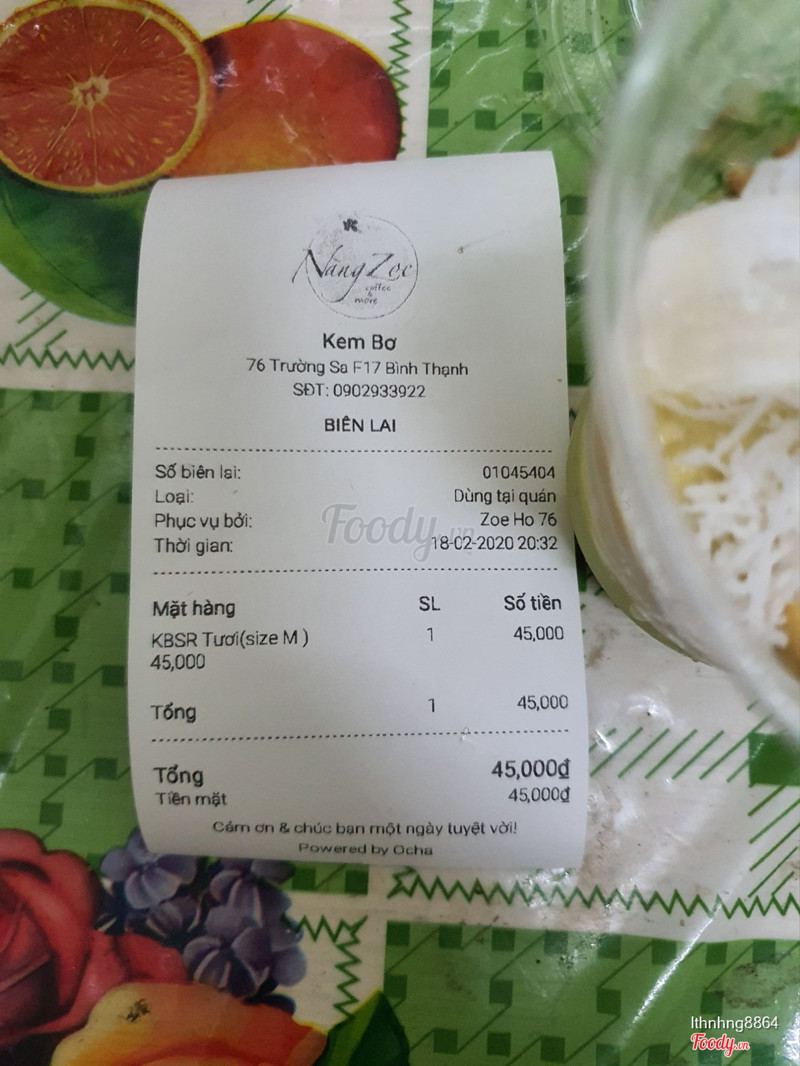 Nàng Zoe
coffee
&
more
Kem Bơ
76 Trường Sa F17 Bình Thạnh
SĐT: 0902933922
BIÊN LAI
Số biên lai: 01045404
Loại: Dùng tại quán
Phục vụ bởi: Zoe Ho 76
Thời gian: 18-02-2020 20:32
Foody.vn
Mặt hàng SL Số tiền
KBSR Tươi(size M ) 1 45,000
45,000
Tổng 1 45,000
Tổng 45,000₫
Tiền mặt 45,000₫
Cảm ơn & chúc bạn một ngày tuyệt vời!
Powered by Ocha
lthnhng8864
Foody.vn